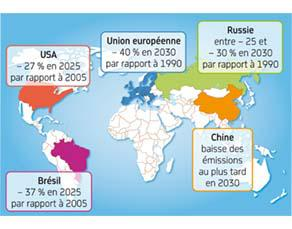 USA
– 27 % en 2025
par rapport à 2005
Union européenne
– 40 % en 2030
par rapport à 1990
Russie
entre – 25 et
– 30 % en 2030
par rapport à 1990
Brésil
– 37 % en 2025
par rapport à 2005
Chine
baisse des
émissions
au plus tard
en 2030